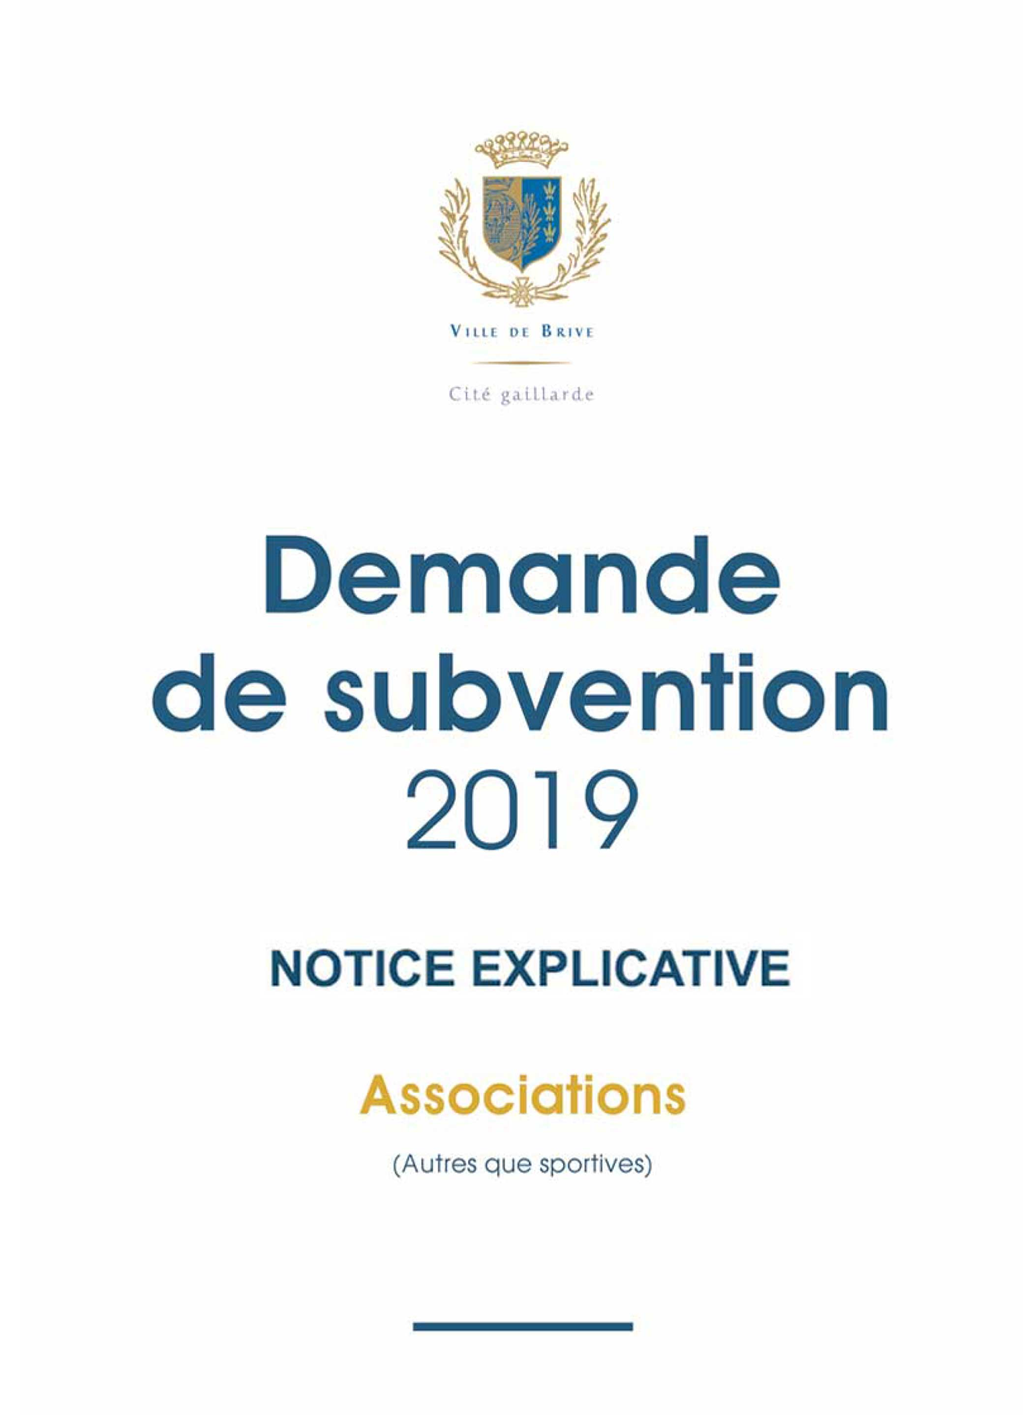 Ville de Brive
Cité gaillarde
Demande
de subvention
2019
NOTICE EXPLICATIVE
Associations
(Autres que sportives)